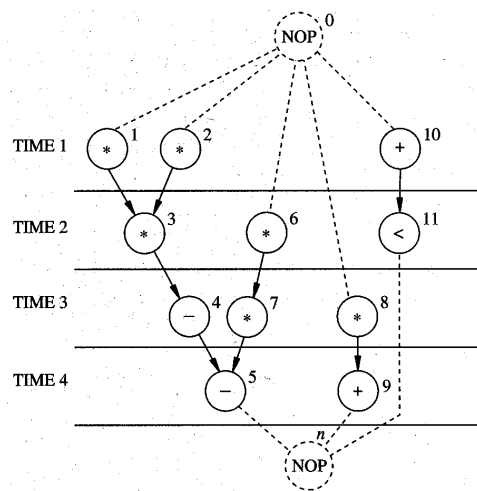 0
NOP
1 2 10
TIME 1 * * +
3 6 11
TIME 2 * * <
TIME 3 − 4 * 7 * 8
TIME 4 − 5 + 9
n
NOP